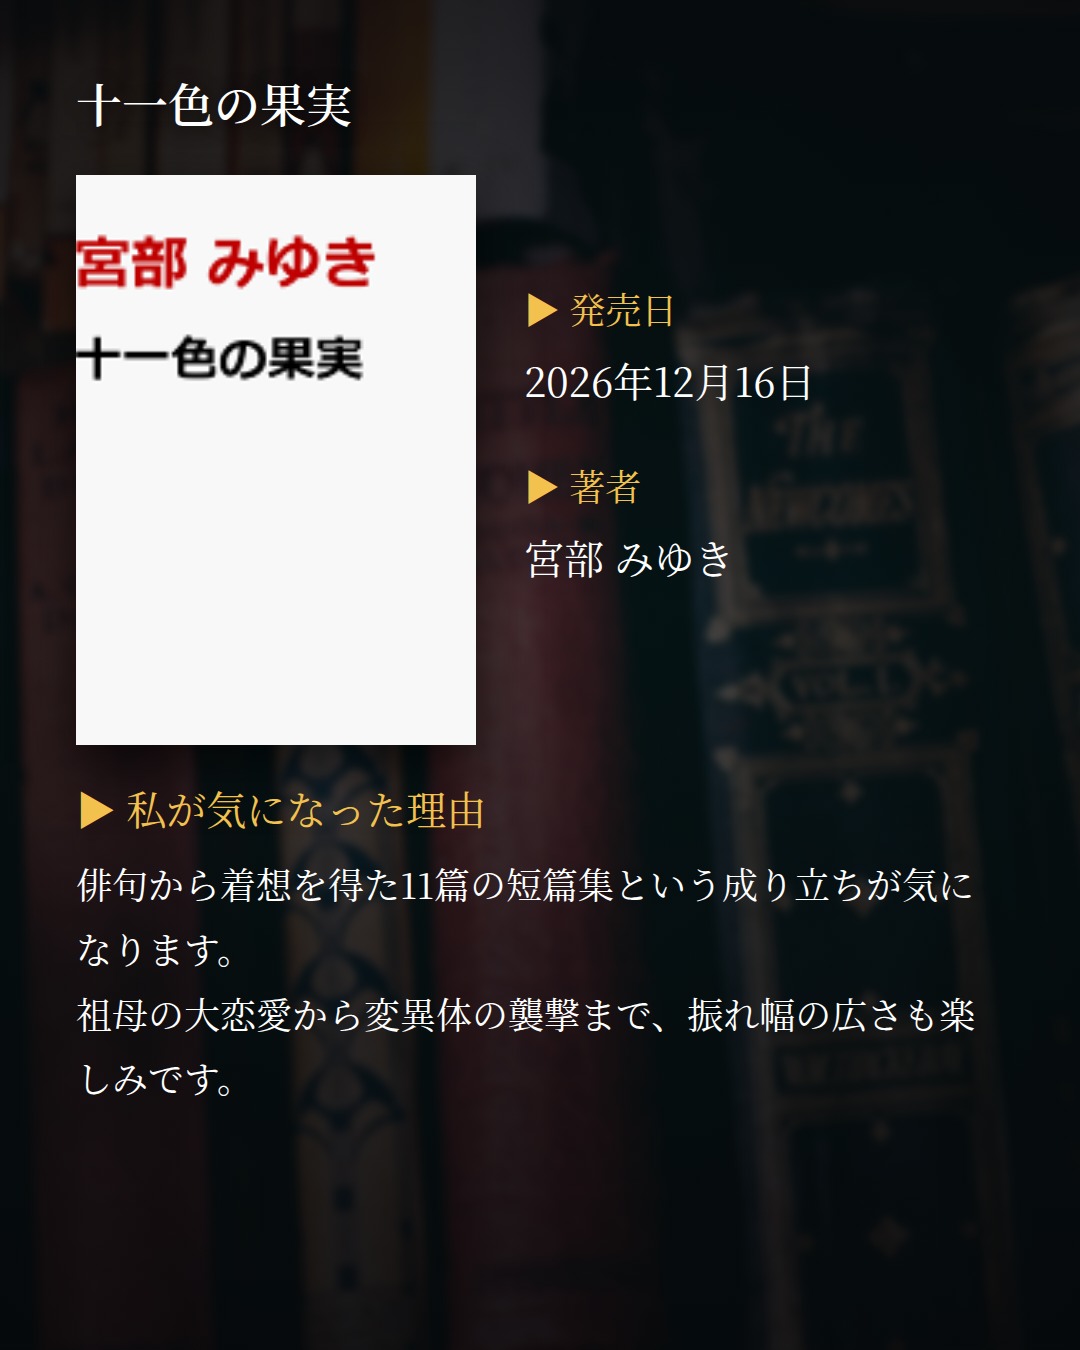 十一色の果実
宮部 みゆき
十一色の果実
▶ 発売日
2026年12月16日
▶ 著者
宮部 みゆき
▶ 私が気になった理由
俳句から着想を得た11篇の短篇集という成り立ちが気に
なります。
祖母の大恋愛から変異体の襲撃まで、振れ幅の広さも楽
しみです。
THE
VOL. I.